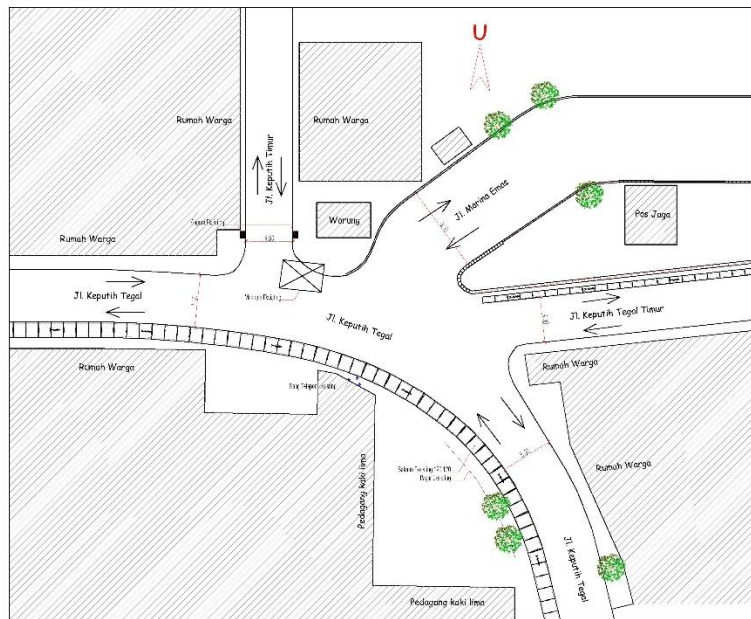 U
Rumah Warga
Rumah Warga
Jl. Keputih Timur
Jl. Marina Emas
Warung
Pos Jaga
4.50
Rumah Warga
Jl. Keputih Tegal
Jl. Keputih Tegal
Jl. Keputih Tegal Timur
Rumah Warga
Rumah Warga
Rumah Warga
Pedagang kaki lima
Jl. Keputih Tegal
Pedagang kaki lima